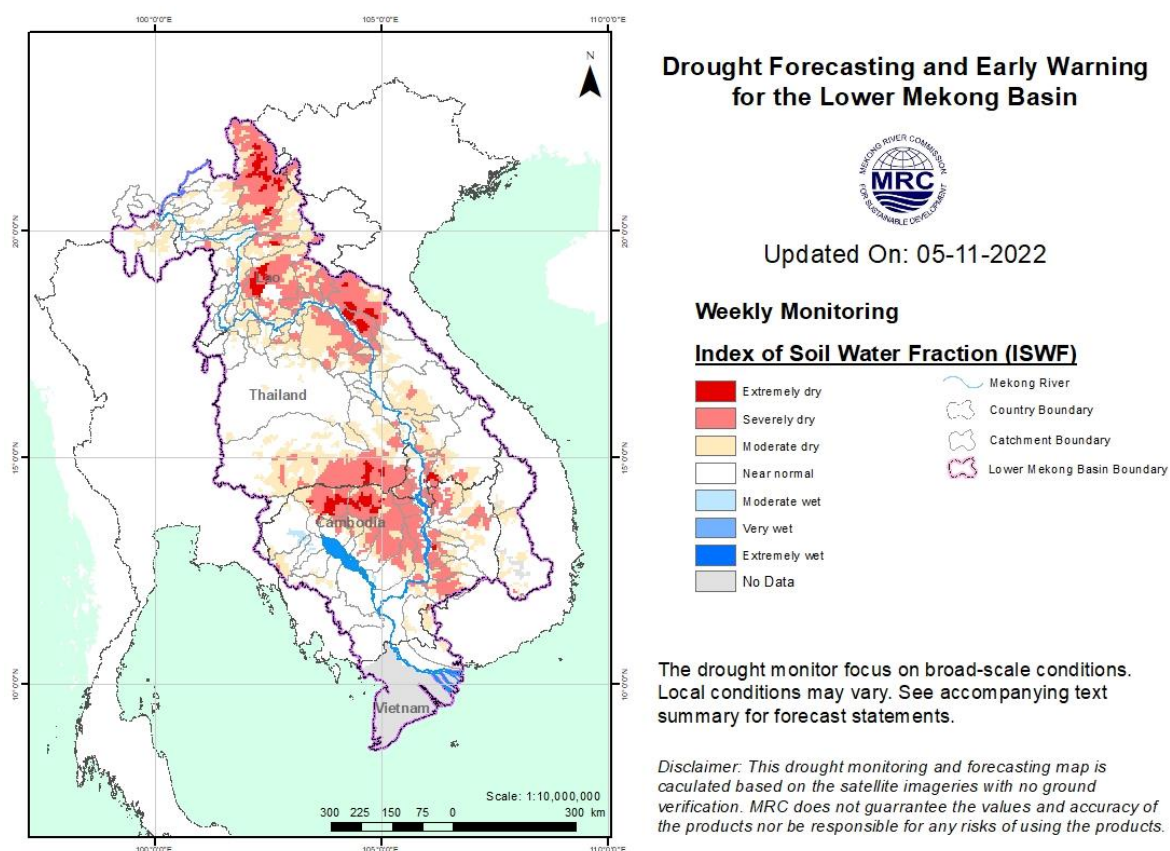 100°0'0"E
105°0'0"E
110°0'0"E
N
20°0'0"N
20°0'0"N
Lao
Thailand
15°0'0"N
15°0'0"N
Cambodia
10°0'0"N
10°0'0"N
Vietnam
Scale: 1:10,000,000
300 225 150 75 0 300 km
100°0'0"E
105°0'0"E
110°0'0"E
Drought Forecasting and Early Warning
for the Lower Mekong Basin
MEKONG RIVER COMMISSION
MRC
FOR SUSTAINABLE DEVELOPMENT
Updated On: 05-11-2022
Weekly Monitoring
Index of Soil Water Fraction (ISWF)
Extremely dry
Severely dry
Moderate dry
Near normal
Moderate wet
Very wet
Extremely wet
No Data
Mekong River
Country Boundary
Catchment Boundary
Lower Mekong Basin Boundary
The drought monitor focus on broad-scale conditions.
Local conditions may vary. See accompanying text
summary for forecast statements.
Disclaimer: This drought monitoring and forecasting map is
caculated based on the satellite imageries with no ground
verification. MRC does not guarrantee the values and accuracy of
the products nor be responsible for any risks of using the products.